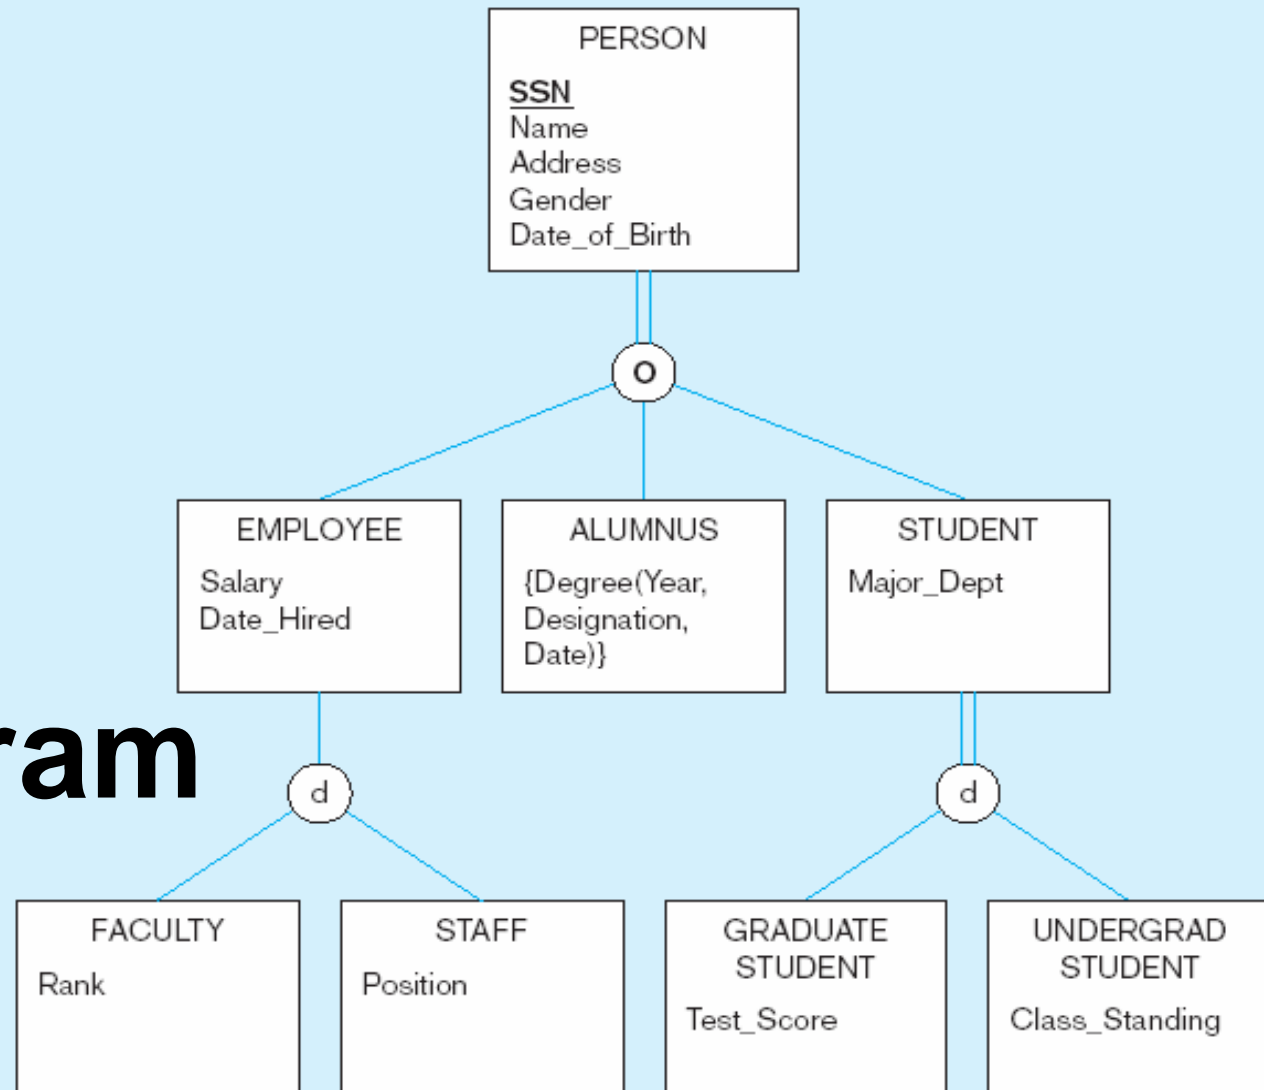 PERSON
SSN
Name
Address
Gender
Date_of_Birth
O
EMPLOYEE
Salary
Date_Hired
ALUMNUS
{Degree(Year,
Designation,
Date)}
STUDENT
Major_Dept
ram
d
d
FACULTY
Rank
STAFF
Position
GRADUATE
STUDENT
Test_Score
UNDERGRAD
STUDENT
Class_Standing